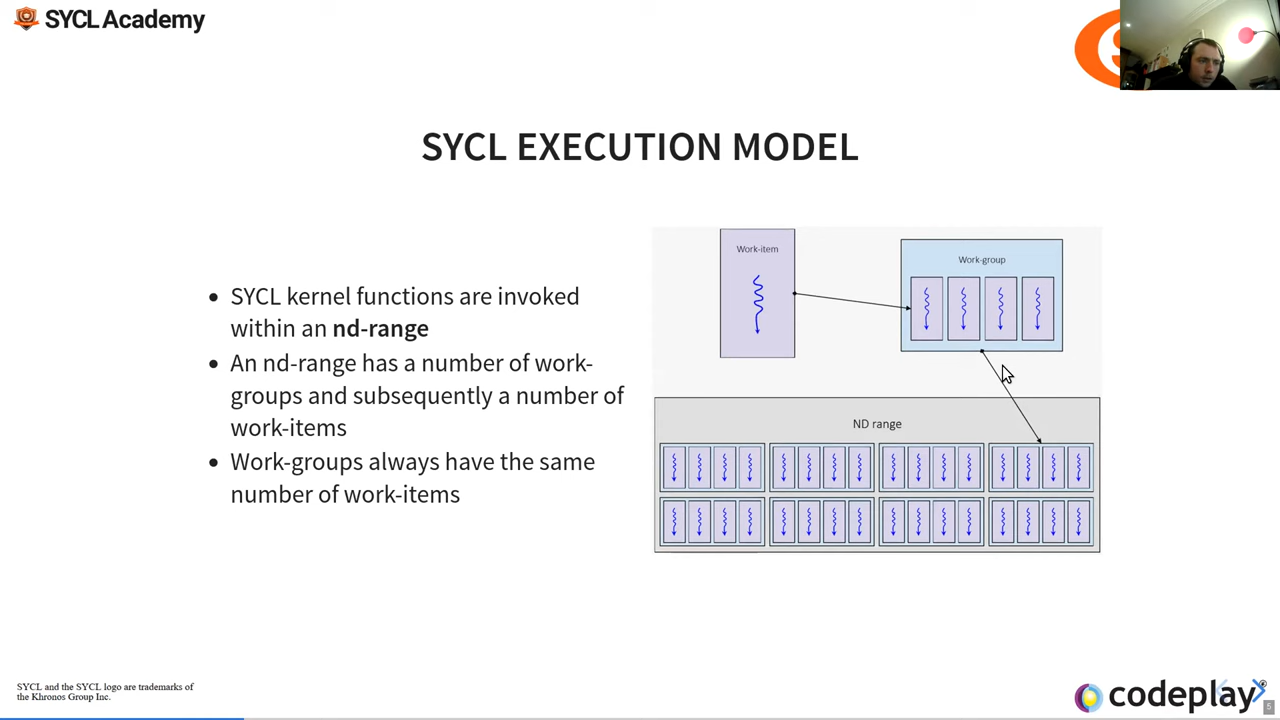 SYCL Academy
SYCL EXECUTION MODEL
SYCL kernel functions are invoked
within an nd-range
An nd-range has a number of work-
groups and subsequently a number of
work-items
Work-groups always have the same
number of work-items
Work-item
Work-group
ND range
SYCL and the SYCL logo are trademarks of
the Khronos Group Inc.
codeplay®
5